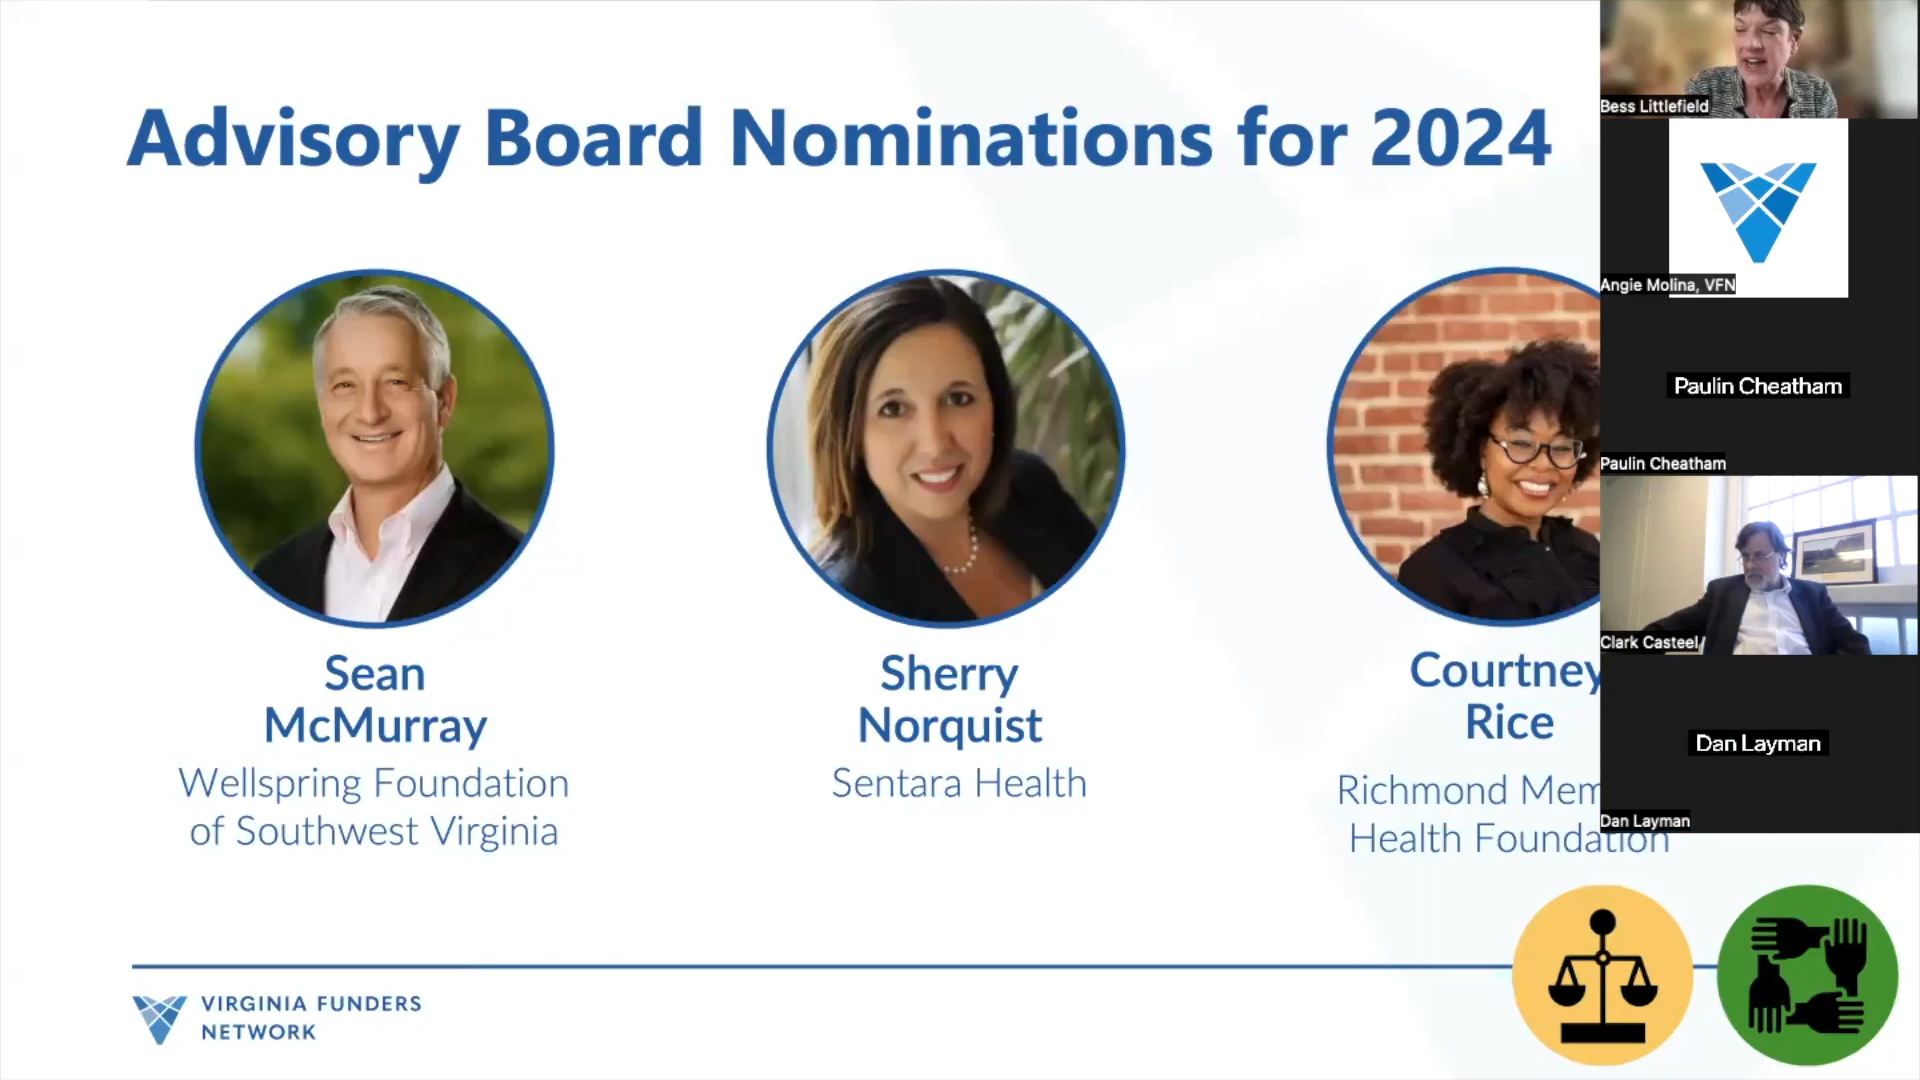 Advisory Board Nominations for 2024
Sean
McMurray
Wellspring Foundation
of Southwest Virginia
Sherry
Norquist
Sentara Health
Courtney
Rice
Richmond Mem
Health Foundation
VIRGINIA FUNDERS
NETWORK
Bess Littlefield
Angie Molina, VFN
Paulin Cheatham
Paulin Cheatham
Clark Casteel
Dan Layman
Dan Layman